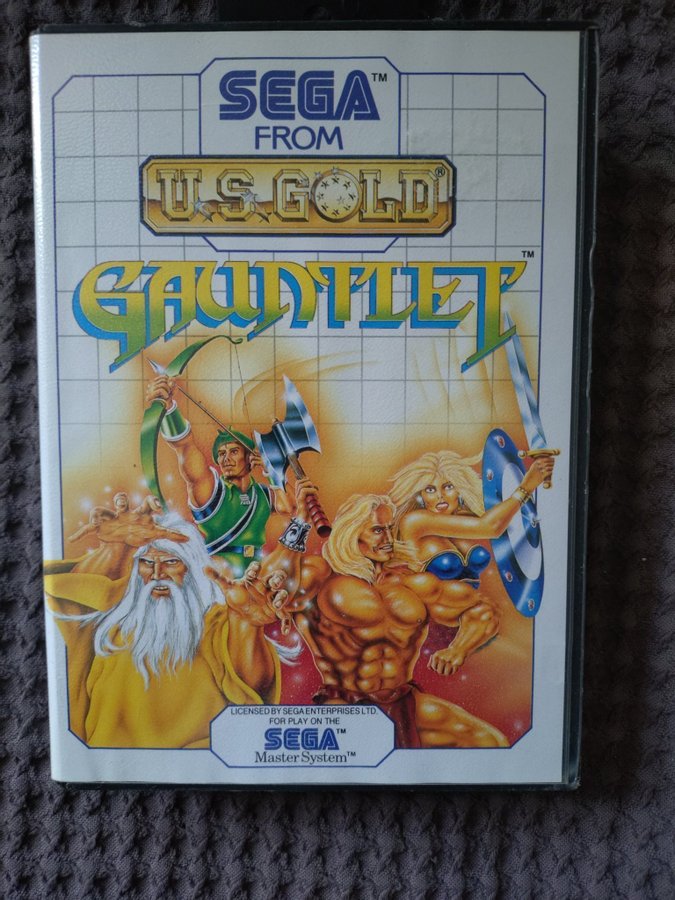 SEGA™
FROM
U.S. GOLD®
GAUNTLET™
LICENSED BY SEGA ENTERPRISES LTD.
FOR PLAY ON THE
SEGA™
Master System™